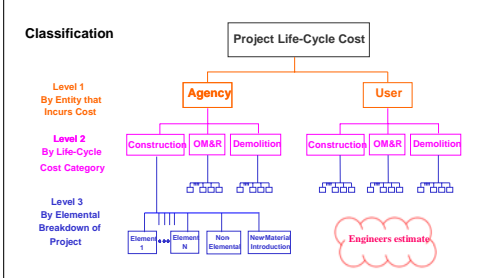 Classification
Project Life-Cycle Cost
Level 1
By Entity that
Incurs Cost
Agency
User
Level 2
By Life-Cycle
Cost Category
Construction
OM&R
Demolition
Construction
OM&R
Demolition
Level 3
By Elemental
Breakdown of
Project
Element
1
Element
N
Non-
Elemental
New-Material
Introduction
Engineers estimate